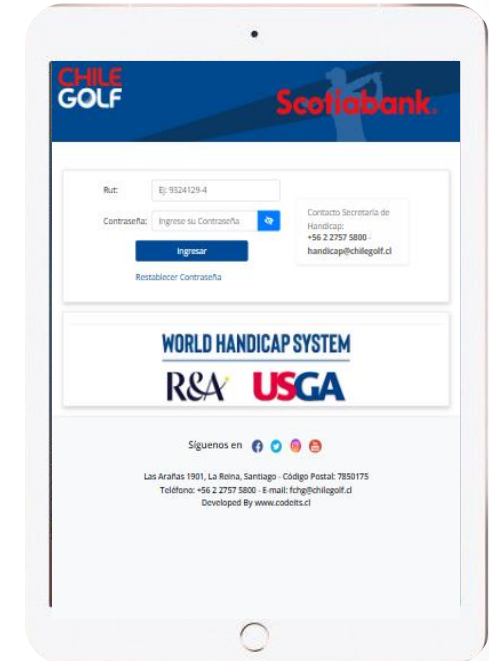 CHILE
GOLF
Scotiabank.
Rut:
Ej: 9324129-4
Contraseña:
Ingrese su Contraseña
Contacto Secretaría de
Handicap:
+56 2 2757 5800 -
handicap@chilegolf.cl
Ingresar
Restablecer Contraseña
WORLD HANDICAP SYSTEM
R&A USGA
Síguenos en
Las Arañas 1901, La Reina, Santiago - Código Postal: 7850175
Teléfono: +56 2 2757 5800 - E-mail: fchg@chilegolf.cl
Developed By www.codeits.cl